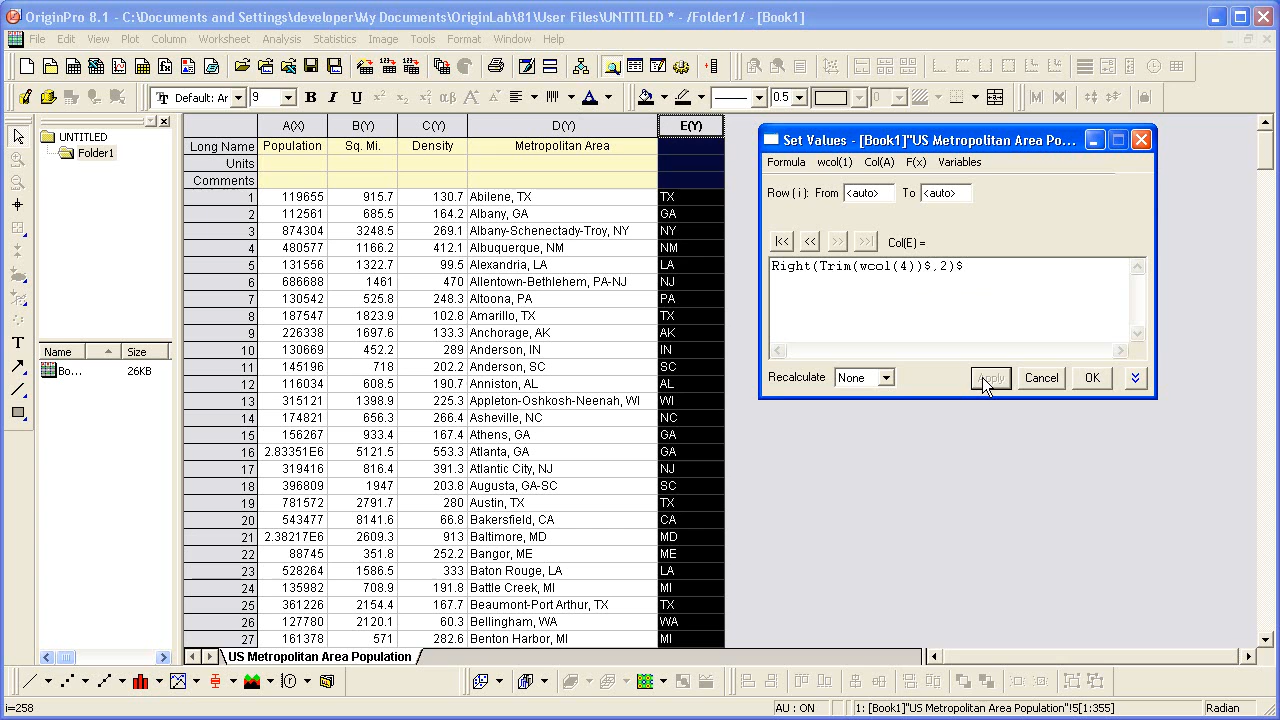 OriginPro 8.1 - C:\Documents and Settings\developer\My Documents\OriginLab\81\User Files\UNTITLED * - /Folder1/ - [Book1]
File Edit View Plot Column Worksheet Analysis Statistics Image Tools Format Window Help
Default: Ar 9 B I U 0.5 0
UNTITLED
Folder1
Name Size
Bo... 26KB
A(X) B(Y) C(Y) D(Y) E(Y)
Long Name Population Sq. Mi. ensity Metropolitan Area
Units
Comments
1 119655 915.7 130.7 Abilene, TX TX
2 112561 685.5 164.2 Albany, GA GA
3 874304 3248.5 269.1 Albany-Schenectady-Troy, NY NY
4 480577 1166.2 412.1 Albuquerque, NM NM
5 131556 1322.7 99.5 Alexandria, LA LA
6 686688 1461 470 Allentown-Bethlehem, PA-NJ NJ
7 130542 525.8 248.3 Altoona, PA PA
8 187547 1823.9 102.8 Amarillo, TX TX
9 226338 1697.6 133.3 Anchorage, AK AK
10 130669 452.2 289 Anderson, IN IN
11 145196 718 202.2 Anderson, SC SC
12 116034 608.5 190.7 Anniston, AL AL
13 315121 1398.9 225.3 Appleton-Oshkosh-Neenah, WI WI
14 174821 656.3 266.4 Asheville, NC NC
15 156267 933.4 167.4 Athens, GA GA
16 2.83351E6 5121.5 553.3 Atlanta, GA GA
17 319416 816.4 391.3 Atlantic City, NJ NJ
18 396809 1947 203.8 Augusta, GA-SC SC
19 781572 2791.7 280 Austin, TX TX
20 543477 8141.6 66.8 Bakersfield, CA CA
21 2.38217E6 2609.3 913 Baltimore, MD MD
22 88745 351.8 252.2 Bangor, ME ME
23 528264 1586.5 333 Baton Rouge, LA LA
24 135982 708.9 191.8 Battle Creek, MI MI
25 361226 2154.4 167.7 Beaumont-Port Arthur, TX TX
26 27780 2120.1 60.3 Bellingham, WA WA
27 161378 571 282.6 Benton Harbor, MI MI
US Metropolitan Area Population
Set Values - [Book1]"US Metropolitan Area Po...
Formula wcol(1) Col(A) F(x) Variables
Row (i): From <auto> To <auto>
Col(E) =
Right(Trim(wcol(4))$,2)$
Recalculate None Apply Cancel OK
i=258 AU : ON 1: [Book1]"US Metropolitan Area Population"!5[1:355] Radian